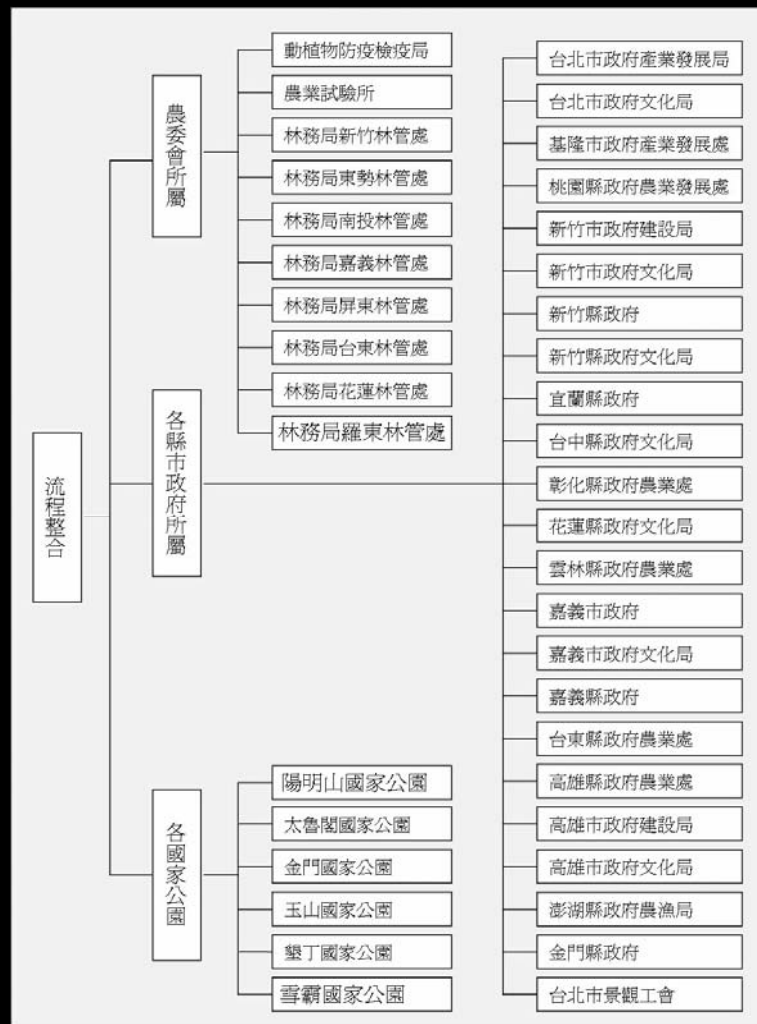 流程整合
農委會所屬
動植物防疫檢疫局
農業試驗所
林務局新竹林管處
林務局東勢林管處
林務局南投林管處
林務局嘉義林管處
林務局屏東林管處
林務局台東林管處
林務局花蓮林管處
林務局羅東林管處
各縣市政府所屬
台北市政府產業發展局
台北市政府文化局
基隆市政府產業發展處
桃園縣政府農業發展處
新竹市政府建設局
新竹市政府文化局
新竹縣政府
新竹縣政府文化局
宜蘭縣政府
台中縣政府文化局
彰化縣政府農業處
花蓮縣政府文化局
雲林縣政府農業處
嘉義市政府
嘉義市政府文化局
嘉義縣政府
台東縣政府農業處
高雄縣政府農業處
高雄市政府建設局
高雄市政府文化局
澎湖縣政府農漁局
金門縣政府
台北市景觀工會
各國家公園
陽明山國家公園
太魯閣國家公園
金門國家公園
玉山國家公園
墾丁國家公園
雪霸國家公園